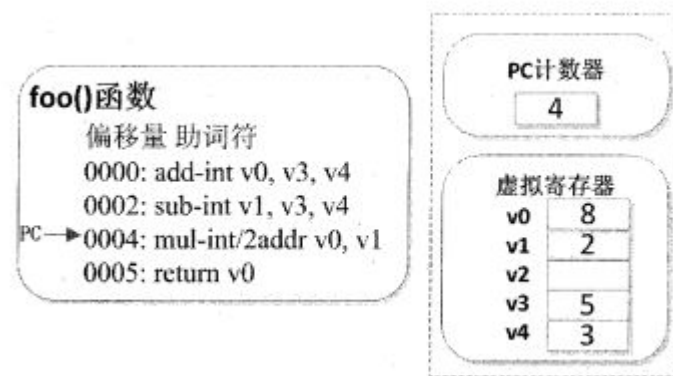 foo()函数
偏移量 助词符
0000: add-int v0, v3, v4
0002: sub-int v1, v3, v4
PC 0004: mul-int/2addr v0, v1
0005: return v0
PC计数器
4
虚拟寄存器
v0 8
v1 2
v2
v3 5
v4 3